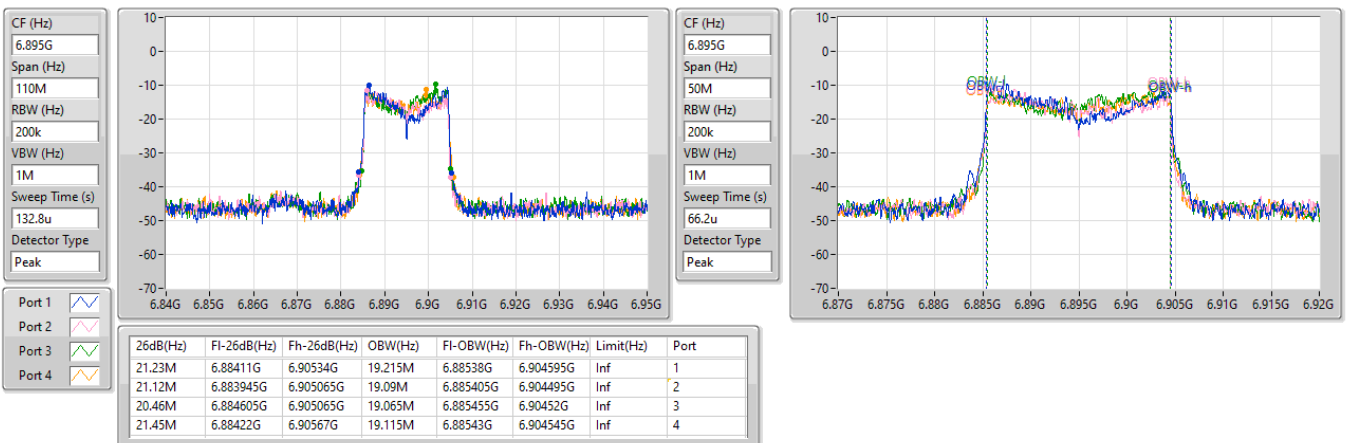 CF (Hz)
6.895G
Span (Hz)
110M
RBW (Hz)
200k
VBW (Hz)
1M
Sweep Time (s)
132.8u
Detector Type
Peak
10
0
-10
-20
-30
-40
-50
-60
-70
6.84G 6.85G 6.86G 6.87G 6.88G 6.89G 6.9G 6.91G 6.92G 6.93G 6.94G 6.95G
CF (Hz)
6.895G
Span (Hz)
50M
RBW (Hz)
200k
VBW (Hz)
1M
Sweep Time (s)
66.2u
Detector Type
Peak
10
0
-10
-20
-30
-40
-50
-60
-70
OBW-l OBW-h
6.87G 6.875G 6.88G 6.885G 6.89G 6.895G 6.9G 6.905G 6.91G 6.915G 6.92G
Port 1
Port 2
Port 3
Port 4
26dB(Hz) Fl-26dB(Hz) Fh-26dB(Hz) OBW(Hz) Fl-OBW(Hz) Fh-OBW(Hz) Limit(Hz) Port
21.23M 6.88411G 6.90534G 19.215M 6.88538G 6.904595G Inf 1
21.12M 6.883945G 6.905065G 19.09M 6.885405G 6.904495G Inf 2
20.46M 6.884605G 6.905065G 19.065M 6.885455G 6.90452G Inf 3
21.45M 6.88422G 6.90567G 19.115M 6.88543G 6.904545G Inf 4